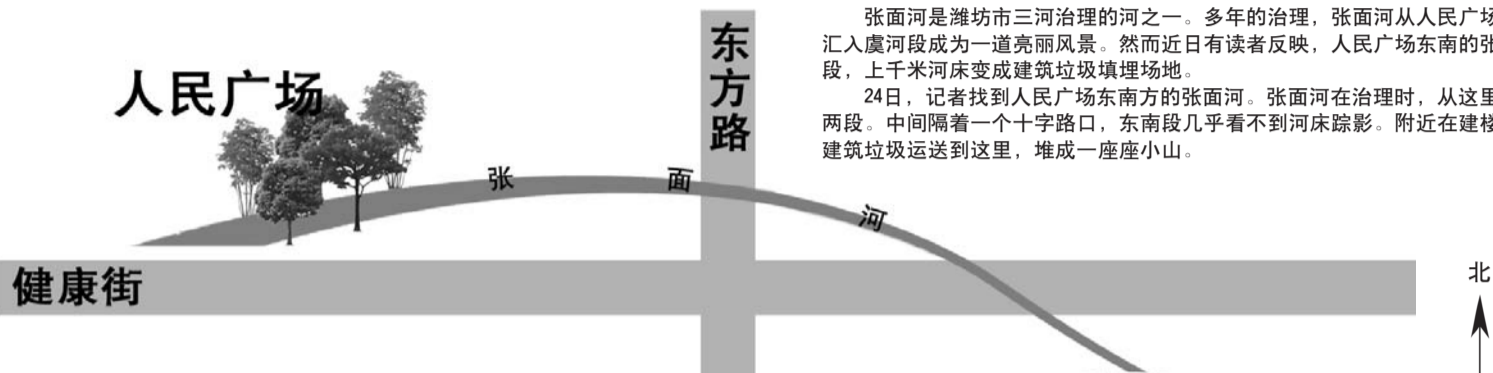 张面河是潍坊市三河治理的河之一。多年的治理，张面河从人民广场
汇入虞河段成为一道亮丽风景。然而近日有读者反映，人民广场东南的张
段，上千米河床变成建筑垃圾填埋场地。
24日，记者找到人民广场东南方的张面河。张面河在治理时，从这里
两段。中间隔着一个十字路口，东南段几乎看不到河床踪影。附近在建楼
建筑垃圾运送到这里，堆成一座座小山。
人民广场
东方路
张面河
健康街
北